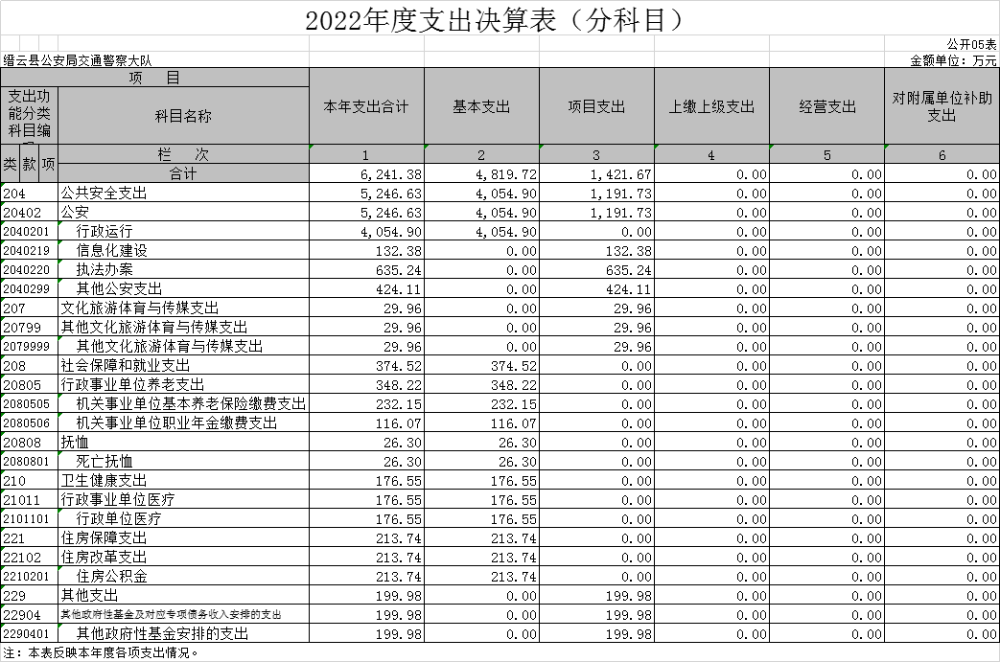 2022年度支出决算表（分科目）
公开05表
缙云县公安局交通警察大队 金额单位：万元
项 目 本年支出合计 基本支出 项目支出 上缴上级支出 经营支出 对附属单位补助支出
支出功能分类科目编 科目名称
类 款 项 栏 次 1 2 3 4 5 6
合计 6,241.38 4,819.72 1,421.67 0.00 0.00 0.00
204 公共安全支出 5,246.63 4,054.90 1,191.73 0.00 0.00 0.00
20402 公安 5,246.63 4,054.90 1,191.73 0.00 0.00 0.00
2040201 行政运行 4,054.90 4,054.90 0.00 0.00 0.00 0.00
2040219 信息化建设 132.38 0.00 132.38 0.00 0.00 0.00
2040220 执法办案 635.24 0.00 635.24 0.00 0.00 0.00
2040299 其他公安支出 424.11 0.00 424.11 0.00 0.00 0.00
207 文化旅游体育与传媒支出 29.96 0.00 29.96 0.00 0.00 0.00
20799 其他文化旅游体育与传媒支出 29.96 0.00 29.96 0.00 0.00 0.00
2079999 其他文化旅游体育与传媒支出 29.96 0.00 29.96 0.00 0.00 0.00
208 社会保障和就业支出 374.52 374.52 0.00 0.00 0.00 0.00
20805 行政事业单位养老支出 348.22 348.22 0.00 0.00 0.00 0.00
2080505 机关事业单位基本养老保险缴费支出 232.15 232.15 0.00 0.00 0.00 0.00
2080506 机关事业单位职业年金缴费支出 116.07 116.07 0.00 0.00 0.00 0.00
20808 抚恤 26.30 26.30 0.00 0.00 0.00 0.00
2080801 死亡抚恤 26.30 26.30 0.00 0.00 0.00 0.00
210 卫生健康支出 176.55 176.55 0.00 0.00 0.00 0.00
21011 行政事业单位医疗 176.55 176.55 0.00 0.00 0.00 0.00
2101101 行政单位医疗 176.55 176.55 0.00 0.00 0.00 0.00
221 住房保障支出 213.74 213.74 0.00 0.00 0.00 0.00
22102 住房改革支出 213.74 213.74 0.00 0.00 0.00 0.00
2210201 住房公积金 213.74 213.74 0.00 0.00 0.00 0.00
229 其他支出 199.98 0.00 199.98 0.00 0.00 0.00
22904 其他政府性基金及对应专项债务收入安排的支出 199.98 0.00 199.98 0.00 0.00 0.00
2290401 其他政府性基金安排的支出 199.98 0.00 199.98 0.00 0.00 0.00
注：本表反映本年度各项支出情况。